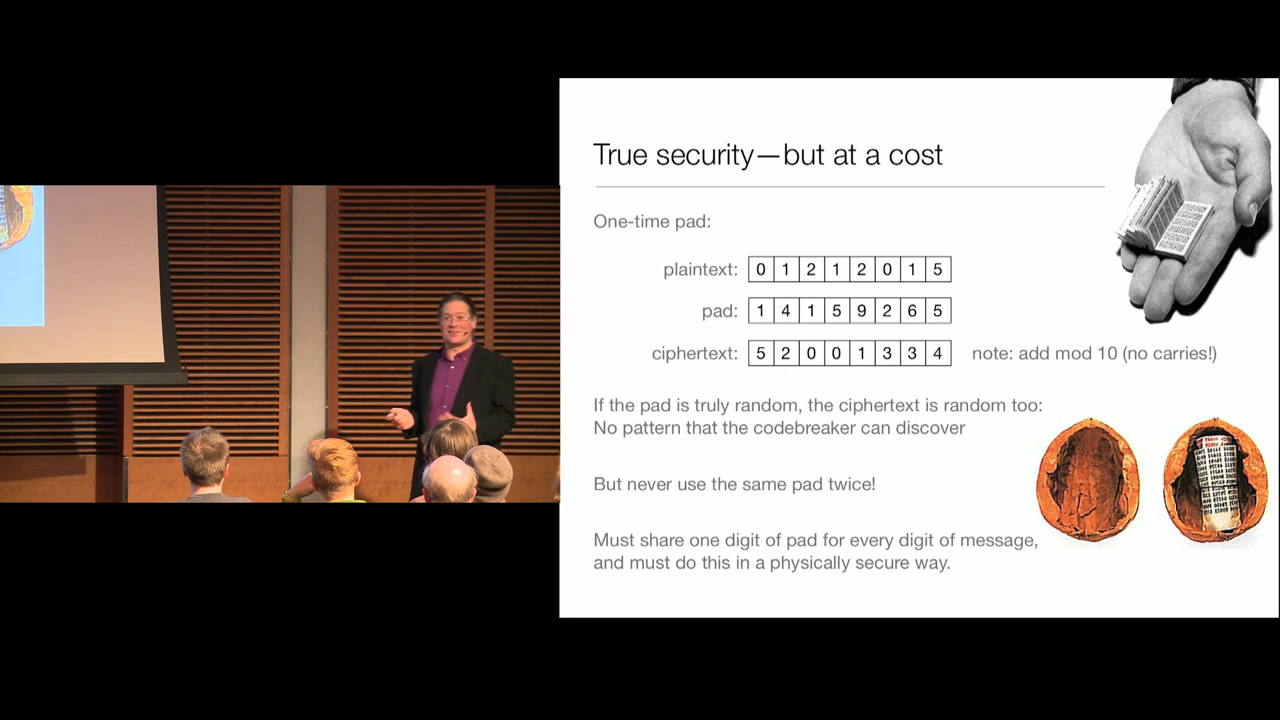 True security—but at a cost
One-time pad:
plaintext: 0 1 2 1 2 0 1 5
pad: 1 4 1 5 9 2 6 5
ciphertext: 5 2 0 0 1 3 3 4 note: add mod 10 (no carries!)
If the pad is truly random, the ciphertext is random too:
No pattern that the codebreaker can discover
But never use the same pad twice!
Must share one digit of pad for every digit of message,
and must do this in a physically secure way.